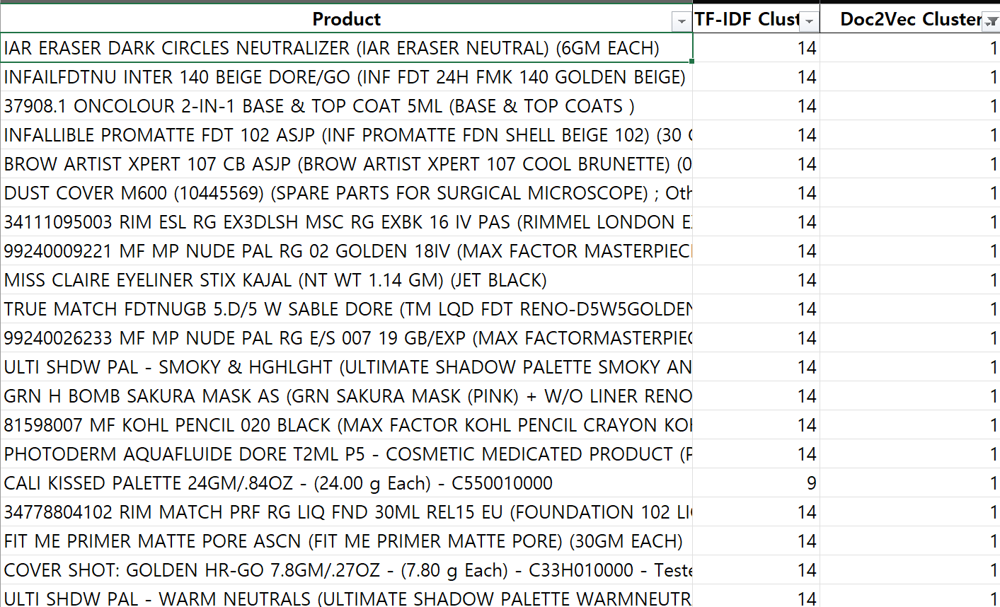 Product TF-IDF Clust Doc2Vec Cluster
IAR ERASER DARK CIRCLES NEUTRALIZER (IAR ERASER NEUTRAL) (6GM EACH) 14 1
INFAILFDTNU INTER 140 BEIGE DORE/GO (INF FDT 24H FMK 140 GOLDEN BEIGE) 14 1
37908.1 ONCOLOUR 2-IN-1 BASE & TOP COAT 5ML (BASE & TOP COATS ) 14 1
INFALLIBLE PROMATTE FDT 102 ASJP (INF PROMATTE FDN SHELL BEIGE 102) (30 14 1
BROW ARTIST XPERT 107 CB ASJP (BROW ARTIST XPERT 107 COOL BRUNETTE) (0 14 1
DUST COVER M600 (10445569) (SPARE PARTS FOR SURGICAL MICROSCOPE) ; Oth 14 1
34111095003 RIM ESL RG EX3DLSH MSC RG EXBK 16 IV PAS (RIMMEL LONDON E 14 1
99240009221 MF MP NUDE PAL RG 02 GOLDEN 18IV (MAX FACTOR MASTERPIEC 14 1
MISS CLAIRE EYELINER STIX KAJAL (NT WT 1.14 GM) (JET BLACK) 14 1
TRUE MATCH FDTNUGB 5.D/5 W SABLE DORE (TM LQD FDT RENO-D5W5GOLDEN 14 1
99240026233 MF MP NUDE PAL RG E/S 007 19 GB/EXP (MAX FACTORMASTERPIEC 14 1
ULTI SHDW PAL - SMOKY & HGHLGHT (ULTIMATE SHADOW PALETTE SMOKY AN 14 1
GRN H BOMB SAKURA MASK AS (GRN SAKURA MASK (PINK) + W/O LINER RENO 14 1
81598007 MF KOHL PENCIL 020 BLACK (MAX FACTOR KOHL PENCIL CRAYON KOH 14 1
PHOTODERM AQUAFLUIDE DORE T2ML P5 - COSMETIC MEDICATED PRODUCT (P 14 1
CALI KISSED PALETTE 24GM/.84OZ - (24.00 g Each) - C550010000 9 1
34778804102 RIM MATCH PRF RG LIQ FND 30ML REL15 EU (FOUNDATION 102 LI 14 1
FIT ME PRIMER MATTE PORE ASCN (FIT ME PRIMER MATTE PORE) (30GM EACH) 14 1
COVER SHOT: GOLDEN HR-GO 7.8GM/.27OZ - (7.80 g Each) - C33H010000 - Teste 14 1
ULTI SHDW PAL - WARM NEUTRALS (ULTIMATE SHADOW PALETTE WARMNEUTR 14 1